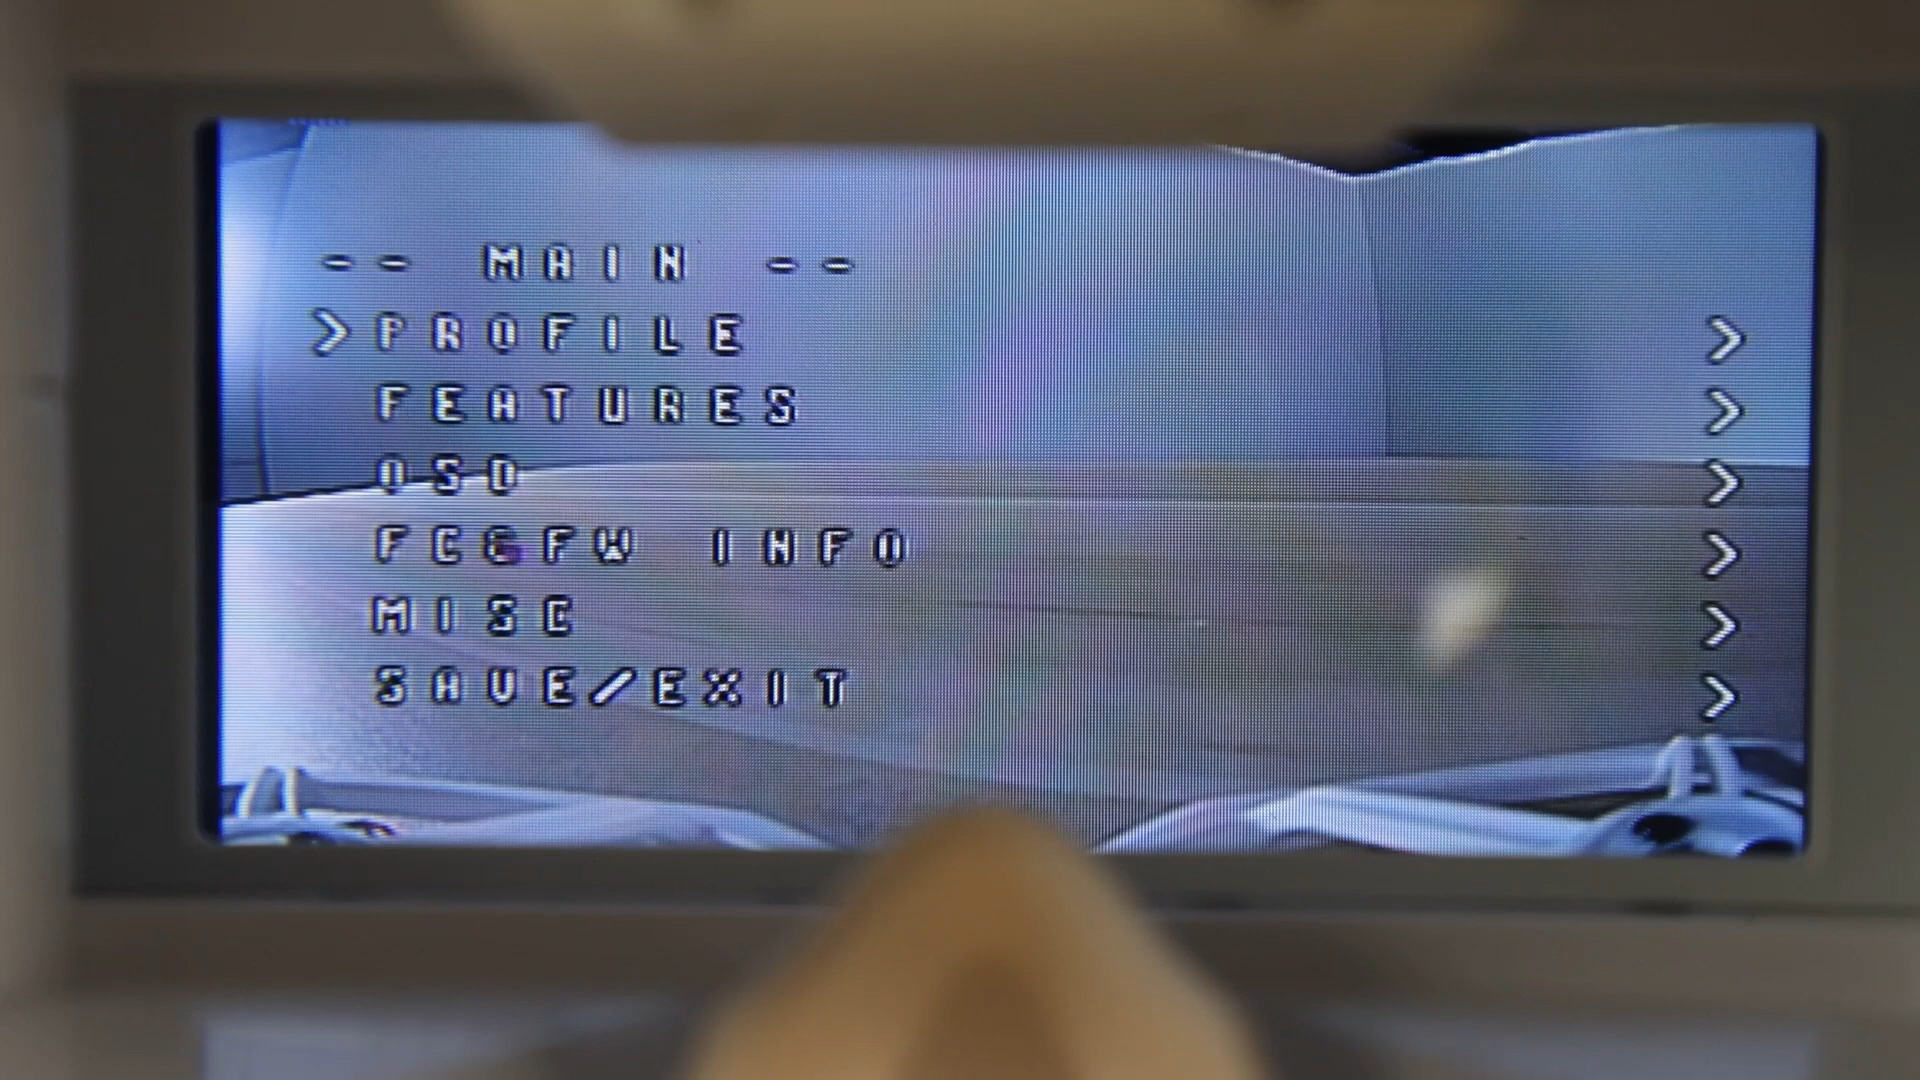 -- MAIN --
>PROFILE >
FEATURES >
OSD >
FC&FW INFO >
MISC >
SAVE/EXIT >